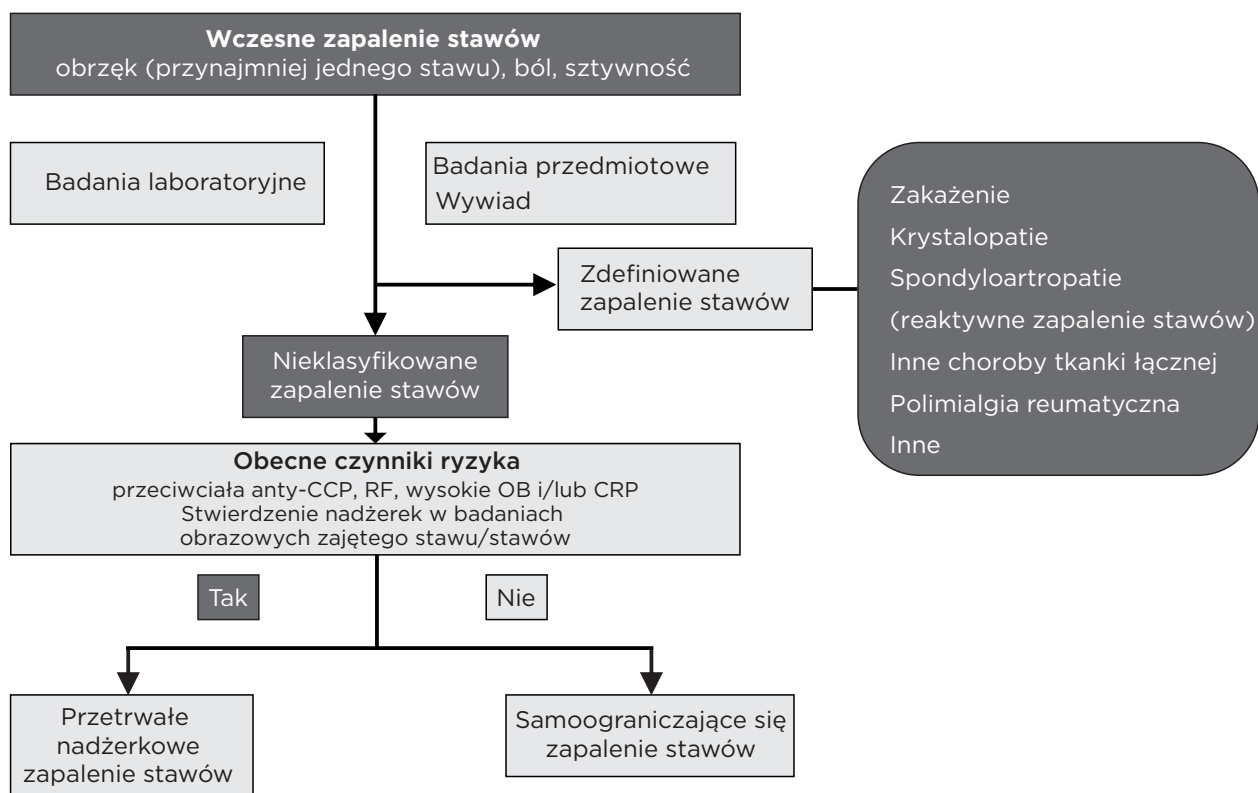 Wczesne zapalenie stawów
obrzęk (przynajmniej jednego stawu), ból, sztywność
Badania laboratoryjne
Badania przedmiotowe
Wywiad
Zdefiniowane
zapalenie stawów
Zakażenie
Krystalopatie
Spondyloartropatie
(reaktywne zapalenie stawów)
Inne choroby tkanki łącznej
Polimialgia reumatyczna
Inne
Nieklasyfikowane
zapalenie stawów
Obecne czynniki ryzyka
przeciwciała anty-CCP, RF, wysokie OB i/lub CRP
Stwierdzenie nadżerek w badaniach
obrazowych zajętego stawu/stawów
Tak
Nie
Przetrwałe
nadżerkowe
zapalenie stawów
Samoograniczające się
zapalenie stawów